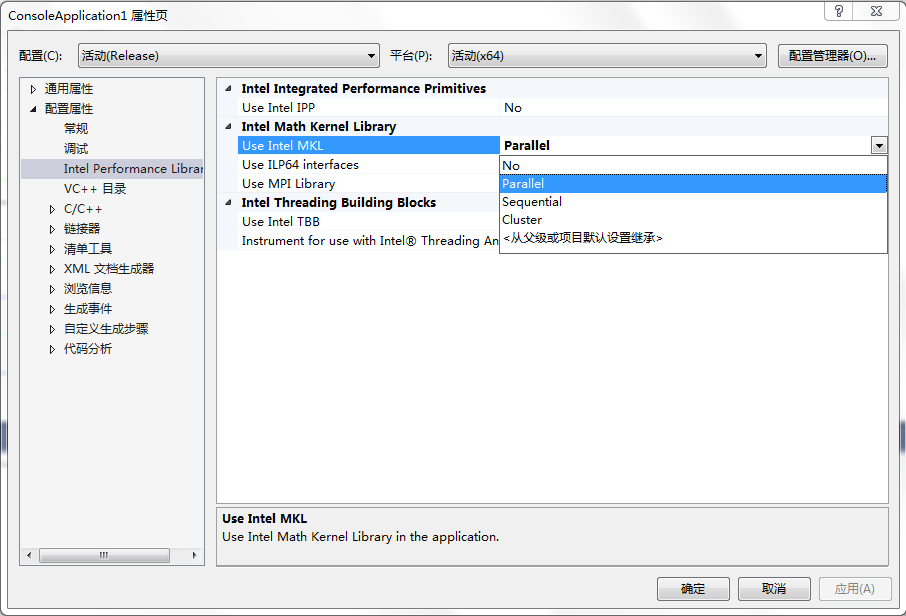 ConsoleApplication1 属性页
配置(C):
活动(Release)
平台(P):
活动(x64)
配置管理器(O)...
通用属性
配置属性
常规
调试
Intel Performance Librar
VC++ 目录
C/C++
链接器
清单工具
XML 文档生成器
浏览信息
生成事件
自定义生成步骤
代码分析
Intel Integrated Performance Primitives
Use Intel IPP No
Intel Math Kernel Library
Use Intel MKL Parallel
Use ILP64 interfaces
Use MPI Library
Intel Threading Building Blocks
Use Intel TBB
Instrument for use with Intel® Threading An
No
Parallel
Sequential
Cluster
<从父级或项目默认设置继承>
Use Intel MKL
Use Intel Math Kernel Library in the application.
确定
取消
应用(A)